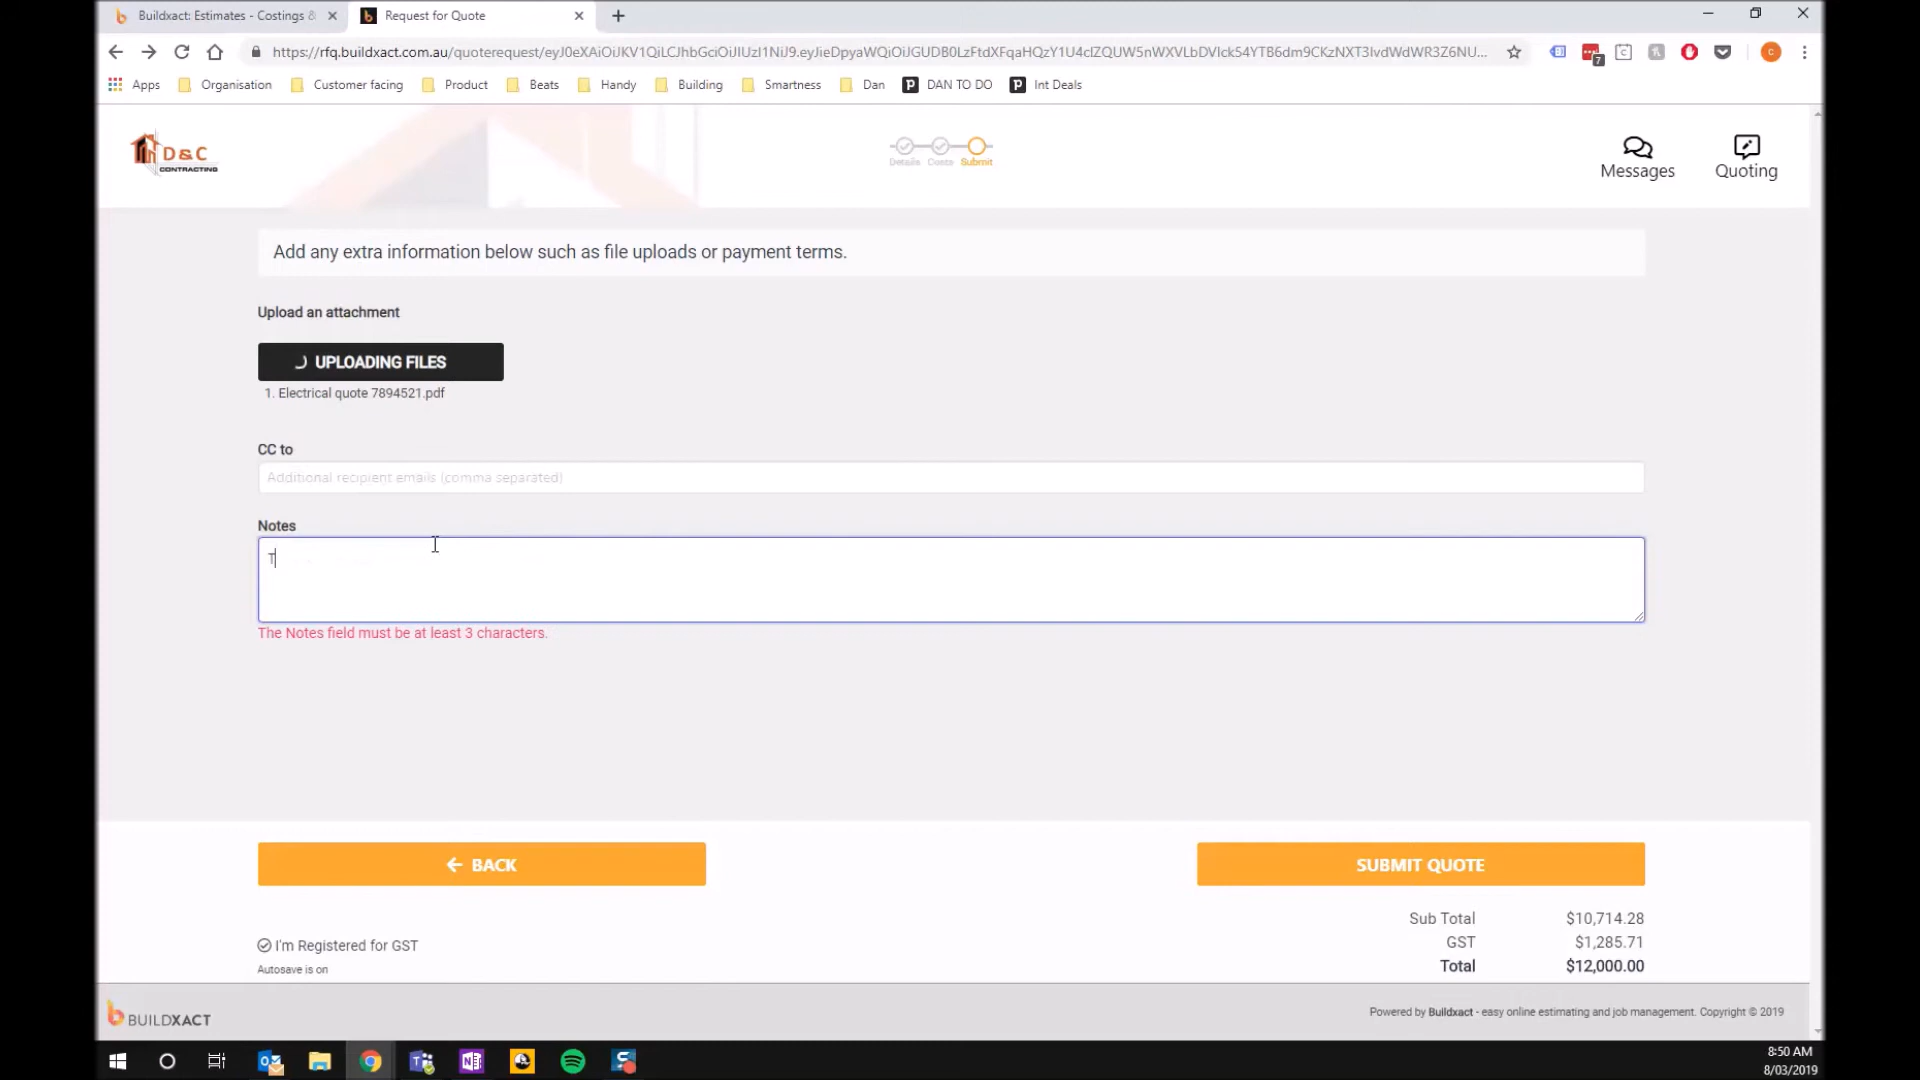 Buildxact: Estimates - Costings &
Request for Quote
https://rfq.buildxact.com.au/quoterequest/
Apps
Organisation
Customer facing
Product
Beats
Handy
Building
Smartness
Dan
DAN TO DO
Int Deals
D&C
CONTRACTING
Details
Costs
Submit
Messages
Quoting
Add any extra information below such as file uploads or payment terms.
Upload an attachment
UPLOADING FILES
1. Electrical quote 7894521.pdf
CC to
Additional recipient emails (comma separated)
Notes
T
The Notes field must be at least 3 characters.
BACK
SUBMIT QUOTE
Sub Total $10,714.28
GST $1,285.71
Total $12,000.00
I'm Registered for GST
Autosave is on
BUILDXACT
Powered by Buildxact - easy online estimating and job management. Copyright © 2019
8:50 AM
8/03/2019